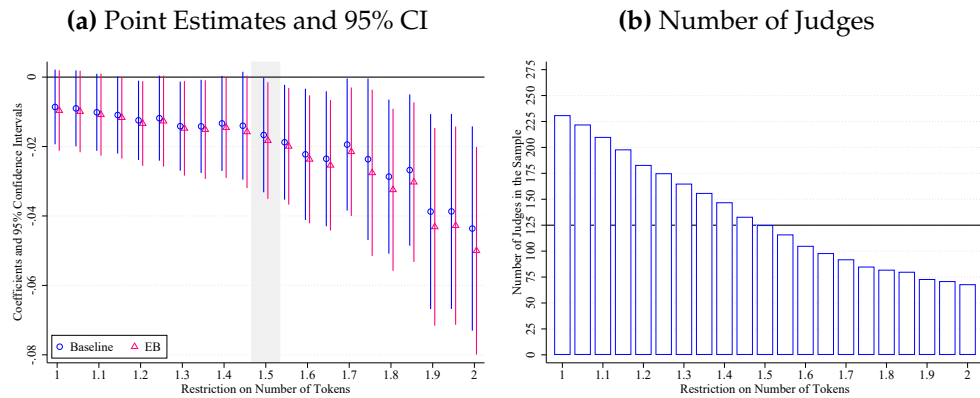 (a) Point Estimates and 95% CI
Coefficients and 95% Confidence Intervals
0
-.02
-.04
-.06
-.08
Baseline
EB
1 1.1 1.2 1.3 1.4 1.5 1.6 1.7 1.8 1.9 2
Restriction on Number of Tokens
(b) Number of Judges
Number of Judges in the Sample
275
250
225
200
175
150
125
100
75
50
25
0
1 1.1 1.2 1.3 1.4 1.5 1.6 1.7 1.8 1.9 2
Restriction on Number of Tokens